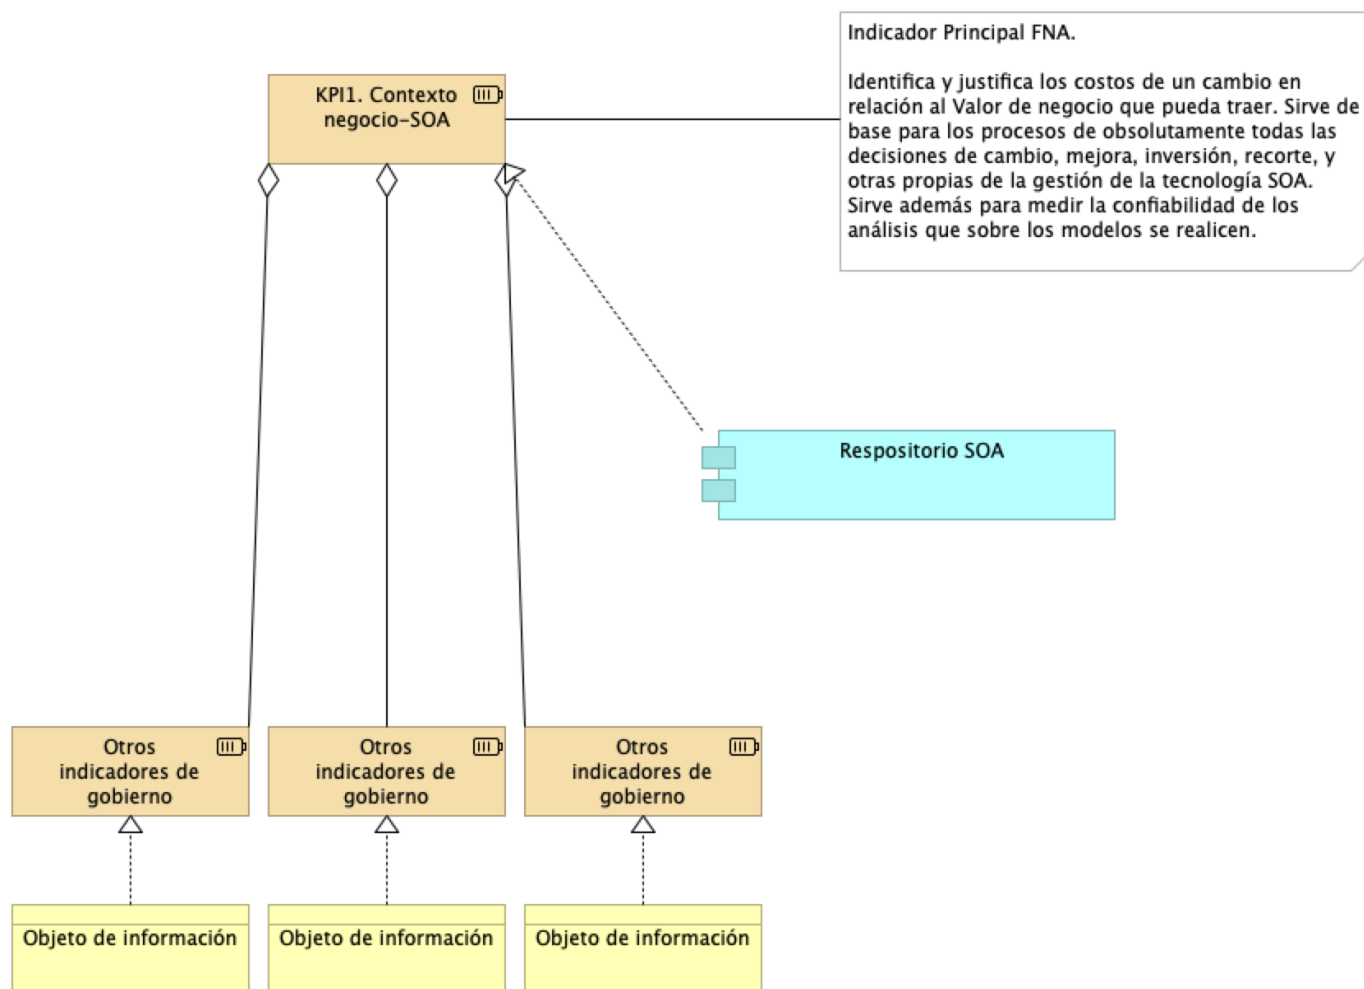 KPI1. Contexto
negocio-SOA
Indicador Principal FNA.
Identifica y justifica los costos de un cambio en
relación al Valor de negocio que pueda traer. Sirve de
base para los procesos de obsolutamente todas las
decisiones de cambio, mejora, inversión, recorte, y
otras propias de la gestión de la tecnología SOA.
Sirve además para medir la confiabilidad de los
análisis que sobre los modelos se realicen.
Respositorio SOA
Otros
indicadores de
gobierno
Otros
indicadores de
gobierno
Otros
indicadores de
gobierno
Objeto de información
Objeto de información
Objeto de información